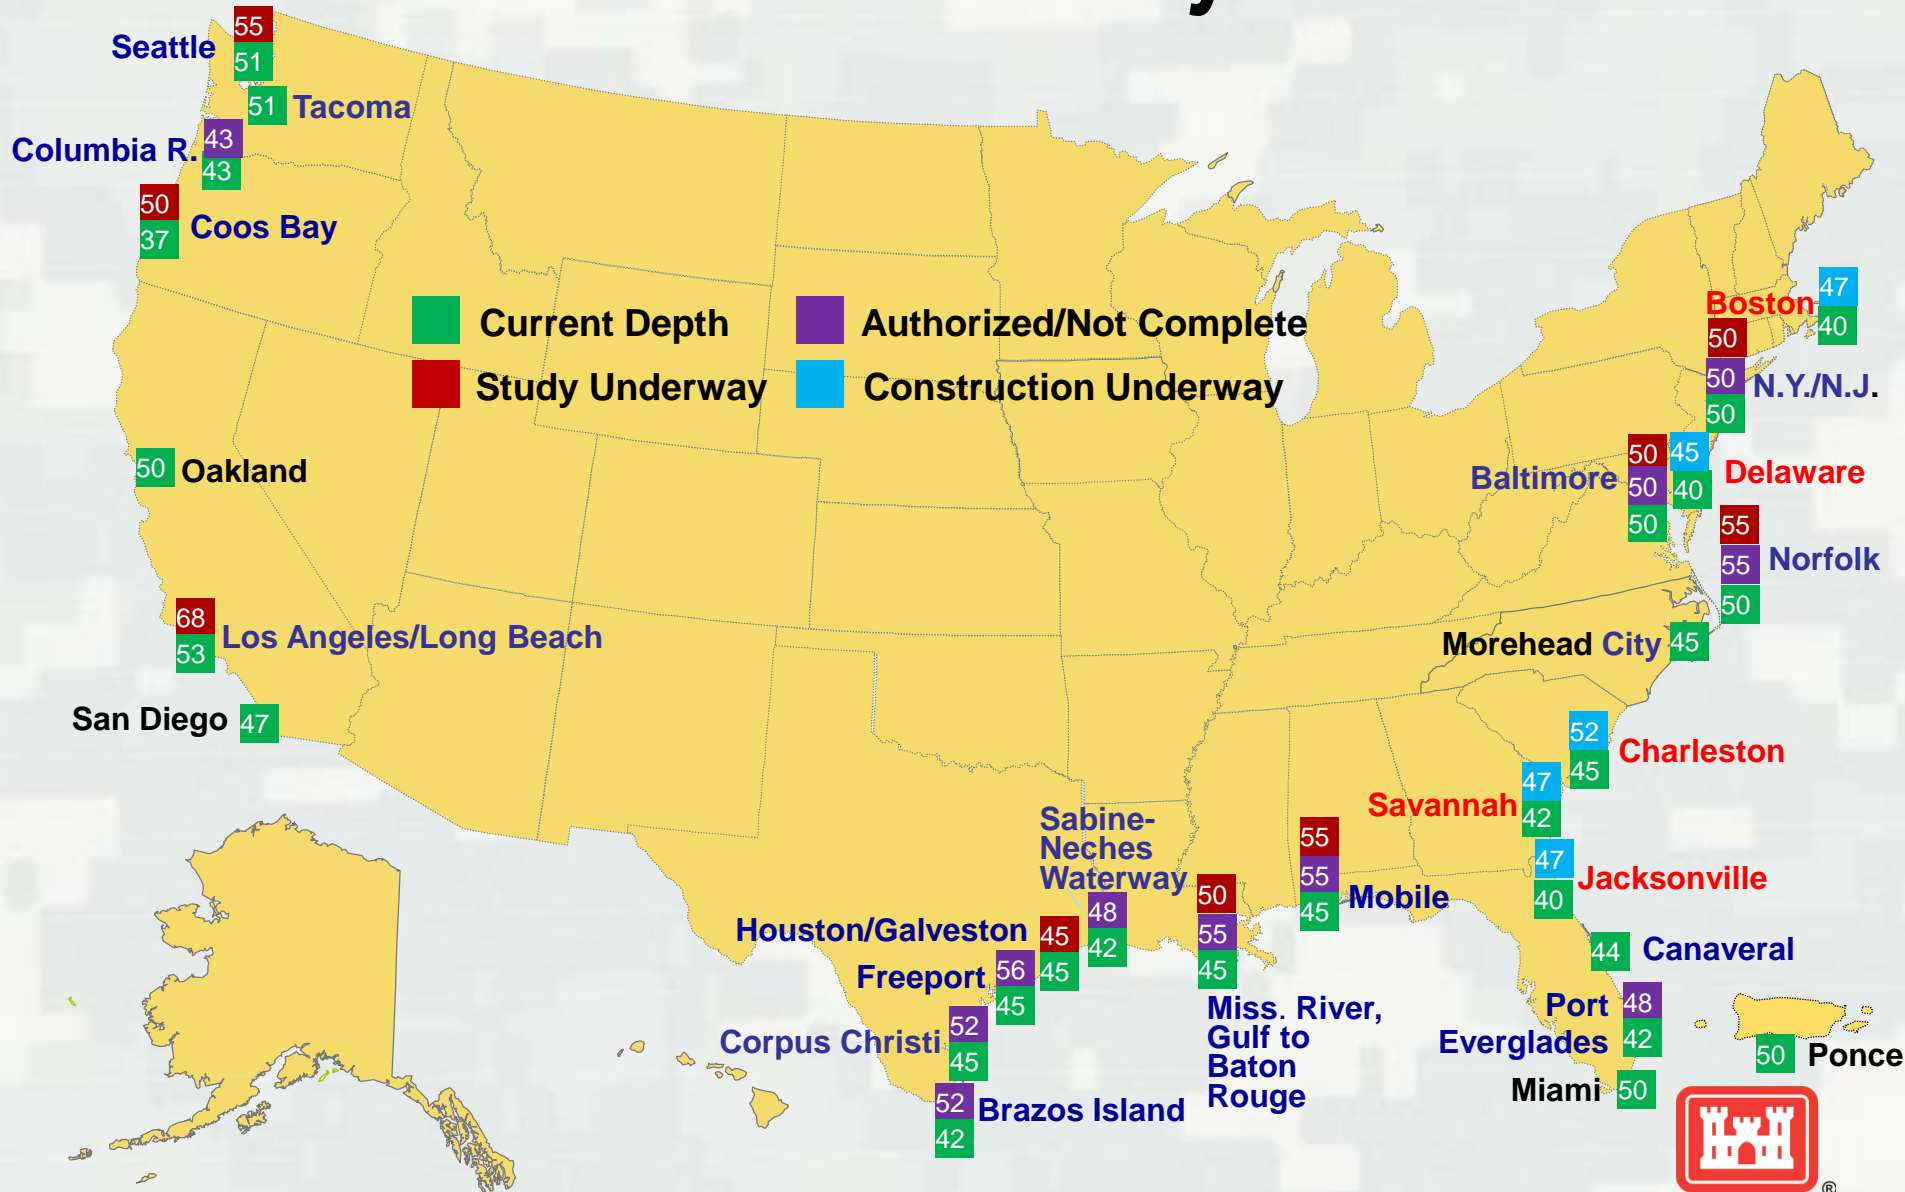 y
55
Seattle
51
51 Tacoma
43
Columbia R.
43
50
Coos Bay
37
Current Depth
Authorized/Not Complete
Study Underway
Construction Underway
47
Boston
40
50
50
N.Y./N.J.
50
50 Oakland
50
45
Baltimore
50
40
Delaware
50
55
55
Norfolk
50
68
Los Angeles/Long Beach
53
Morehead City 45
San Diego 47
52
Charleston
45
47
Savannah
42
47
Jacksonville
40
Sabine-
Neches
Waterway
48
42
50
55
45
Miss. River,
Gulf to
Baton
Rouge
55
55
Mobile
45
Houston/Galveston
45
45
Freeport
56
45
Corpus Christi
52
45
52
Brazos Island
42
44 Canaveral
Port
Everglades
48
42
Miami 50
50 Ponce
®